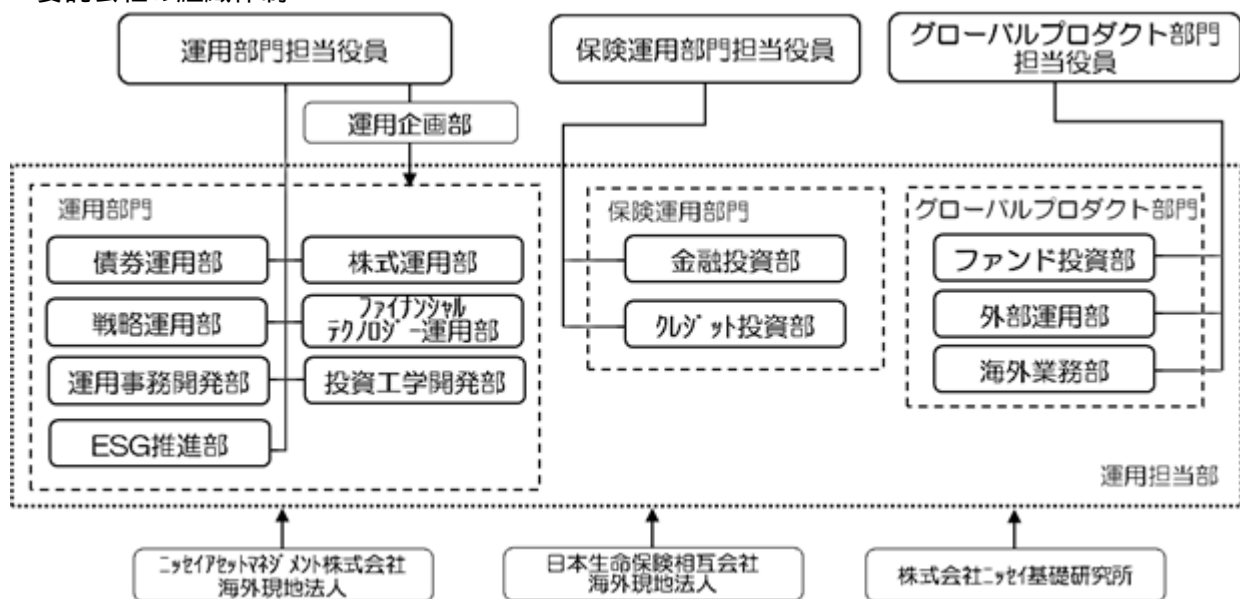 運用部門担当役員
保険運用部門担当役員
グローバルプロダクト部門
担当役員
運用企画部
運用部門
債券運用部
株式運用部
戦略運用部
ファイナンシャル
テクノロジー運用部
運用事務開発部
投資工学開発部
ESG推進部
保険運用部門
金融投資部
クレジット投資部
グローバルプロダクト部門
ファンド投資部
外部運用部
海外業務部
運用担当部
ニッセイアセットマネジメント株式会社
海外現地法人
日本生命保険相互会社
海外現地法人
株式会社ニッセイ基礎研究所